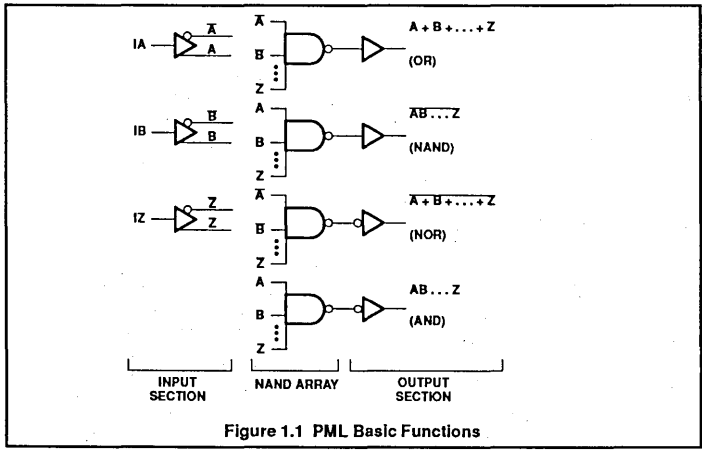 IA
A̅
A
IB
B̅
B
IZ
Z̅
Z
A̅
B̅
Z̅
A + B + . . . + Z
(OR)
A
B
Z
A̅B̅ ̅.̅ ̅.̅ ̅.̅ ̅Z̅
(NAND)
A̅
B̅
Z̅
A̅ ̅+̅ ̅B̅ ̅+̅ ̅.̅ ̅.̅ ̅.̅ ̅+̅ ̅Z̅
(NOR)
A
B
Z
AB . . . Z
(AND)
INPUT
SECTION
NAND ARRAY
OUTPUT
SECTION
Figure 1.1 PML Basic Functions